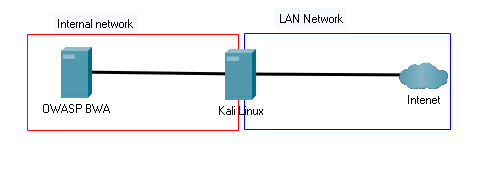 Internal network
LAN Network
OWASP BWA
Kali Linux
Intenet